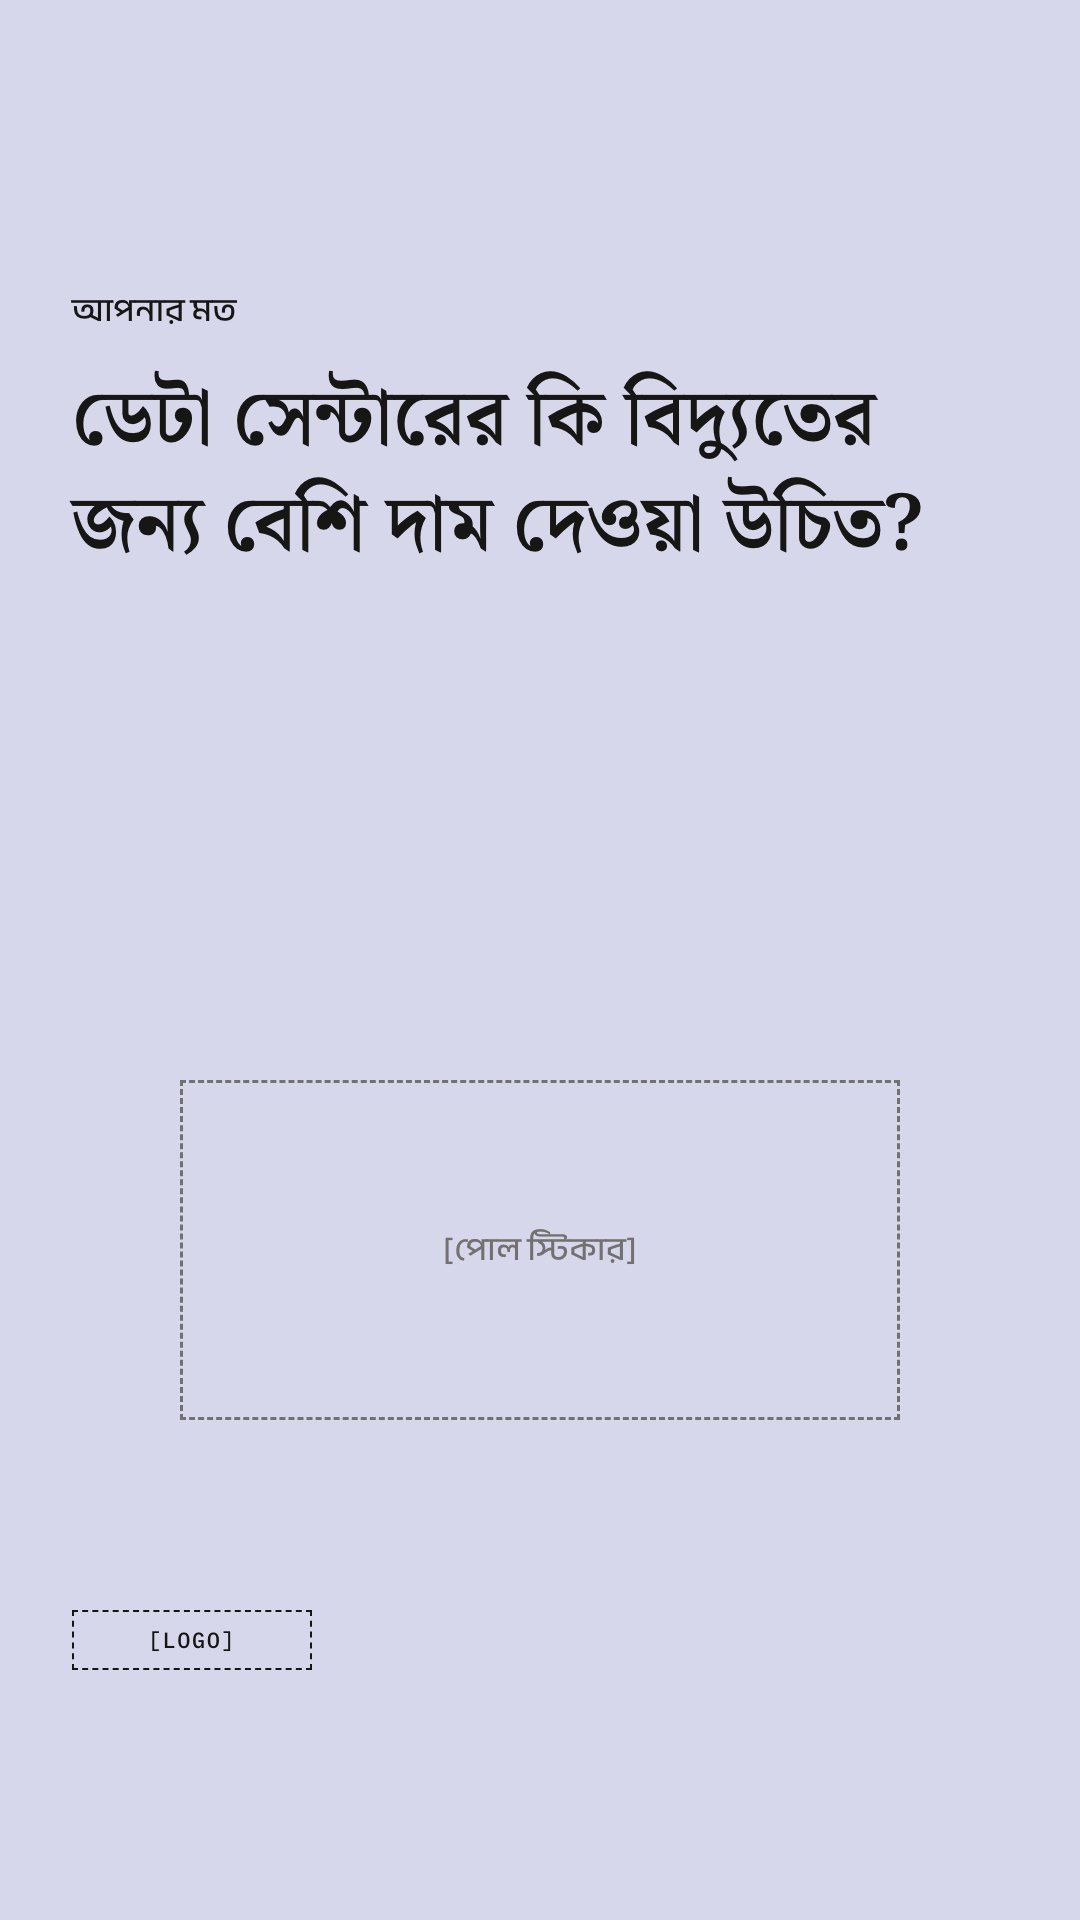 আপনার মত
ডেটা সেন্টারের কি বিদ্যুতের
জন্য বেশি দাম দেওয়া উচিত?
[পোল স্টিকার]
[LOGO]